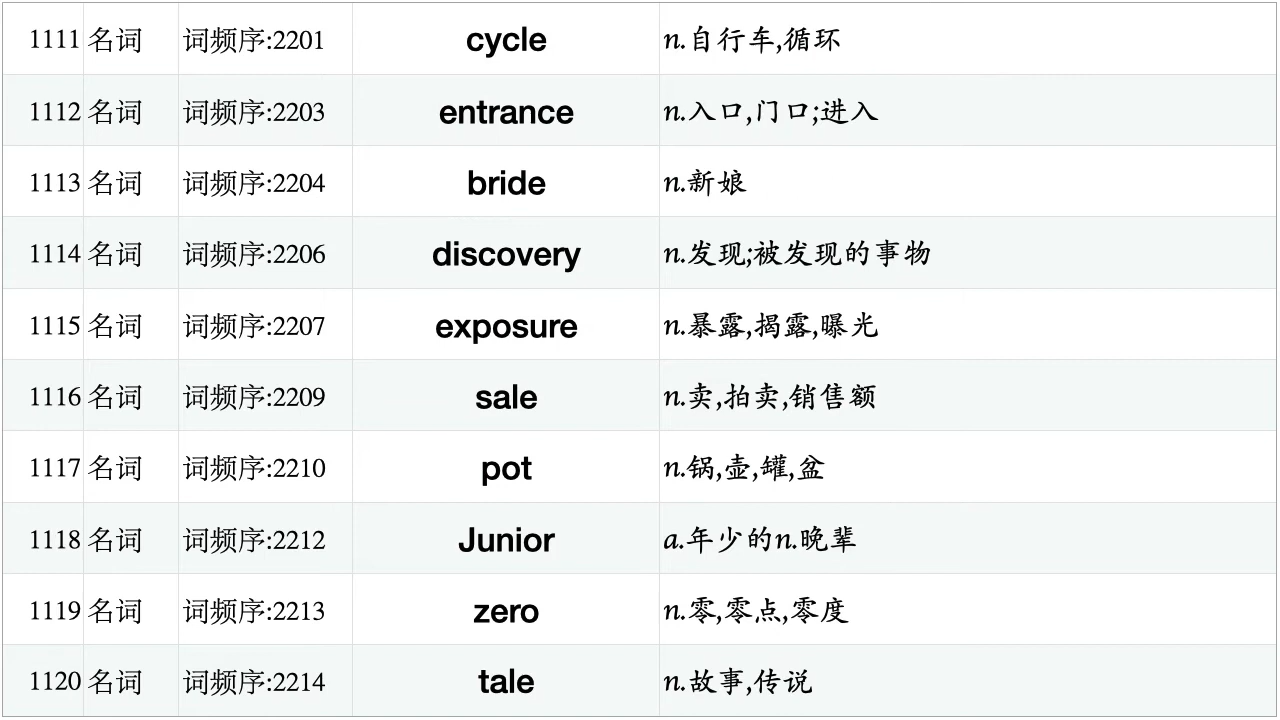 1111 名词 词频序:2201 cycle n.自行车,循环
1112 名词 词频序:2203 entrance n.入口,门口;进入
1113 名词 词频序:2204 bride n.新娘
1114 名词 词频序:2206 discovery n.发现;被发现的事物
1115 名词 词频序:2207 exposure n.暴露,揭露,曝光
1116 名词 词频序:2209 sale n.卖,拍卖,销售额
1117 名词 词频序:2210 pot n.锅,壶,罐,盆
1118 名词 词频序:2212 Junior a.年少的n.晚辈
1119 名词 词频序:2213 zero n.零,零点,零度
1120 名词 词频序:2214 tale n.故事,传说